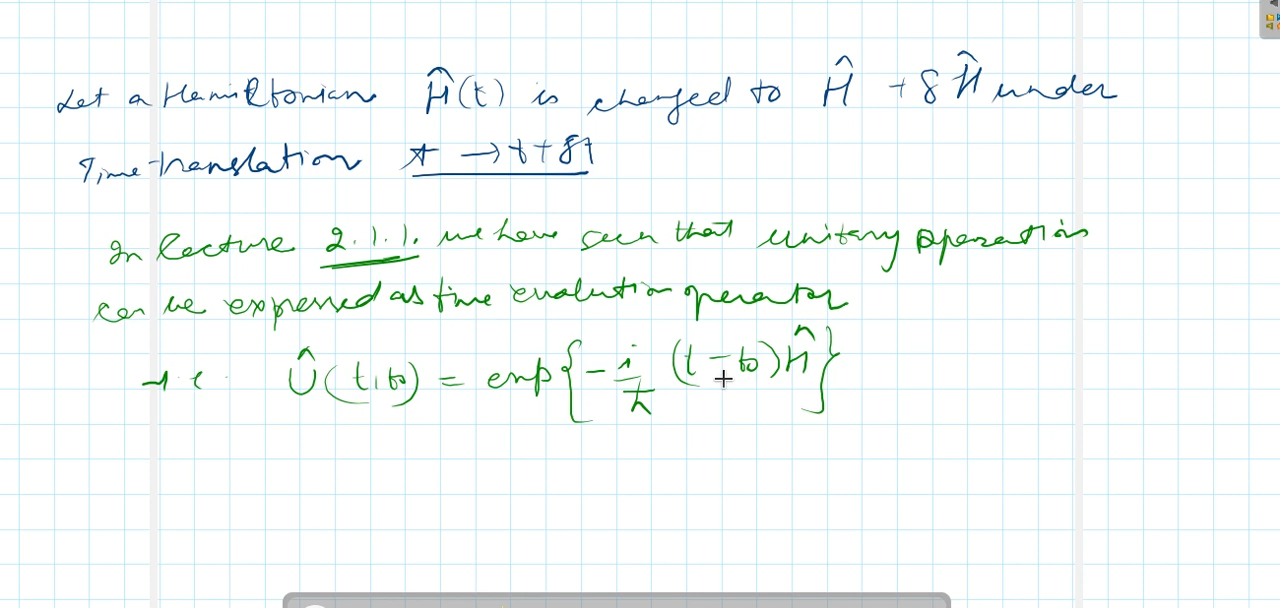 Let a Hamiltonian Ĥ(t) is changed to Ĥ + δĤ under
Time-translation t → t + δt
In lecture 2.1.1. we have seen that unitary operation
can be expressed as time evolution operator
i.e. Û(t,t₀) = exp{-i/ħ (t-t₀)Ĥ}